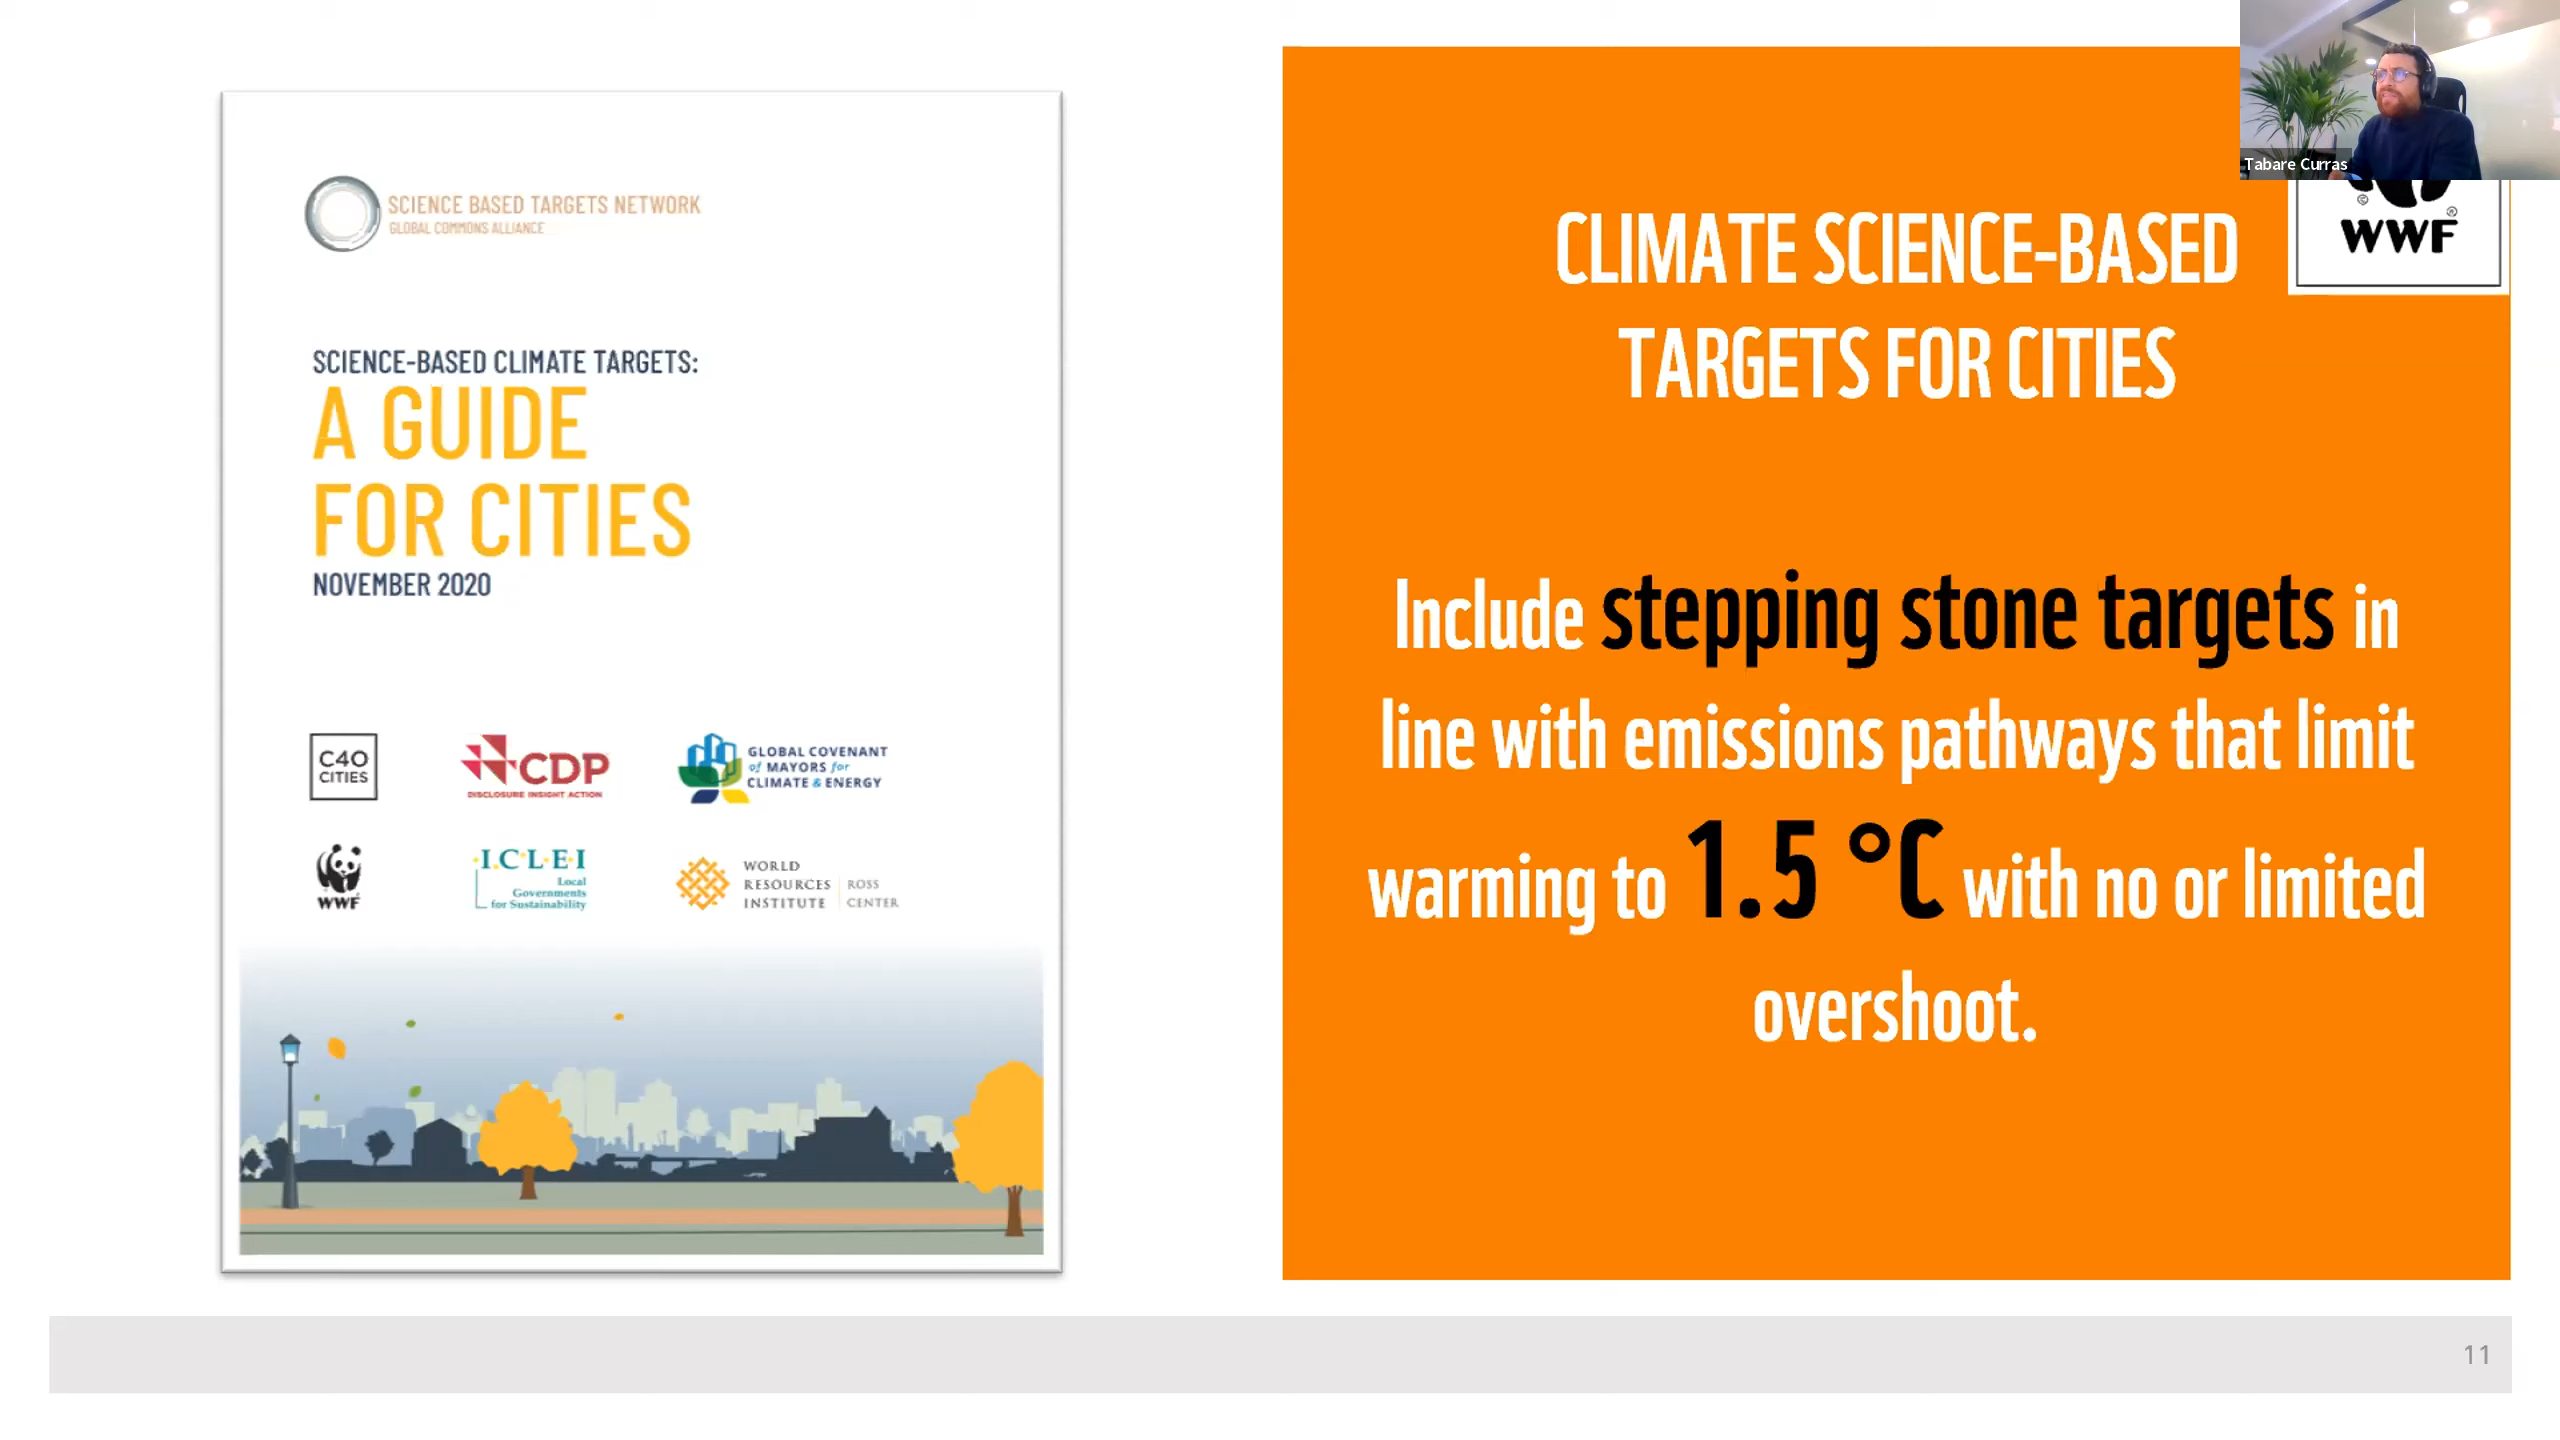 SCIENCE BASED TARGETS NETWORK
GLOBAL COMMONS ALLIANCE
SCIENCE-BASED CLIMATE TARGETS:
A GUIDE
FOR CITIES
NOVEMBER 2020
C40
CITIES
CDP
DISCLOSURE INSIGHT ACTION
GLOBAL COVENANT
of MAYORS for
CLIMATE & ENERGY
WWF
I.C.L.E.I
Local
Governments
for Sustainability
WORLD
RESOURCES
INSTITUTE
ROSS
CENTER
Tabare Curras
© ®
WWF
CLIMATE SCIENCE-BASED
TARGETS FOR CITIES
Include stepping stone targets in
line with emissions pathways that limit
warming to 1.5 °C with no or limited
overshoot.
11